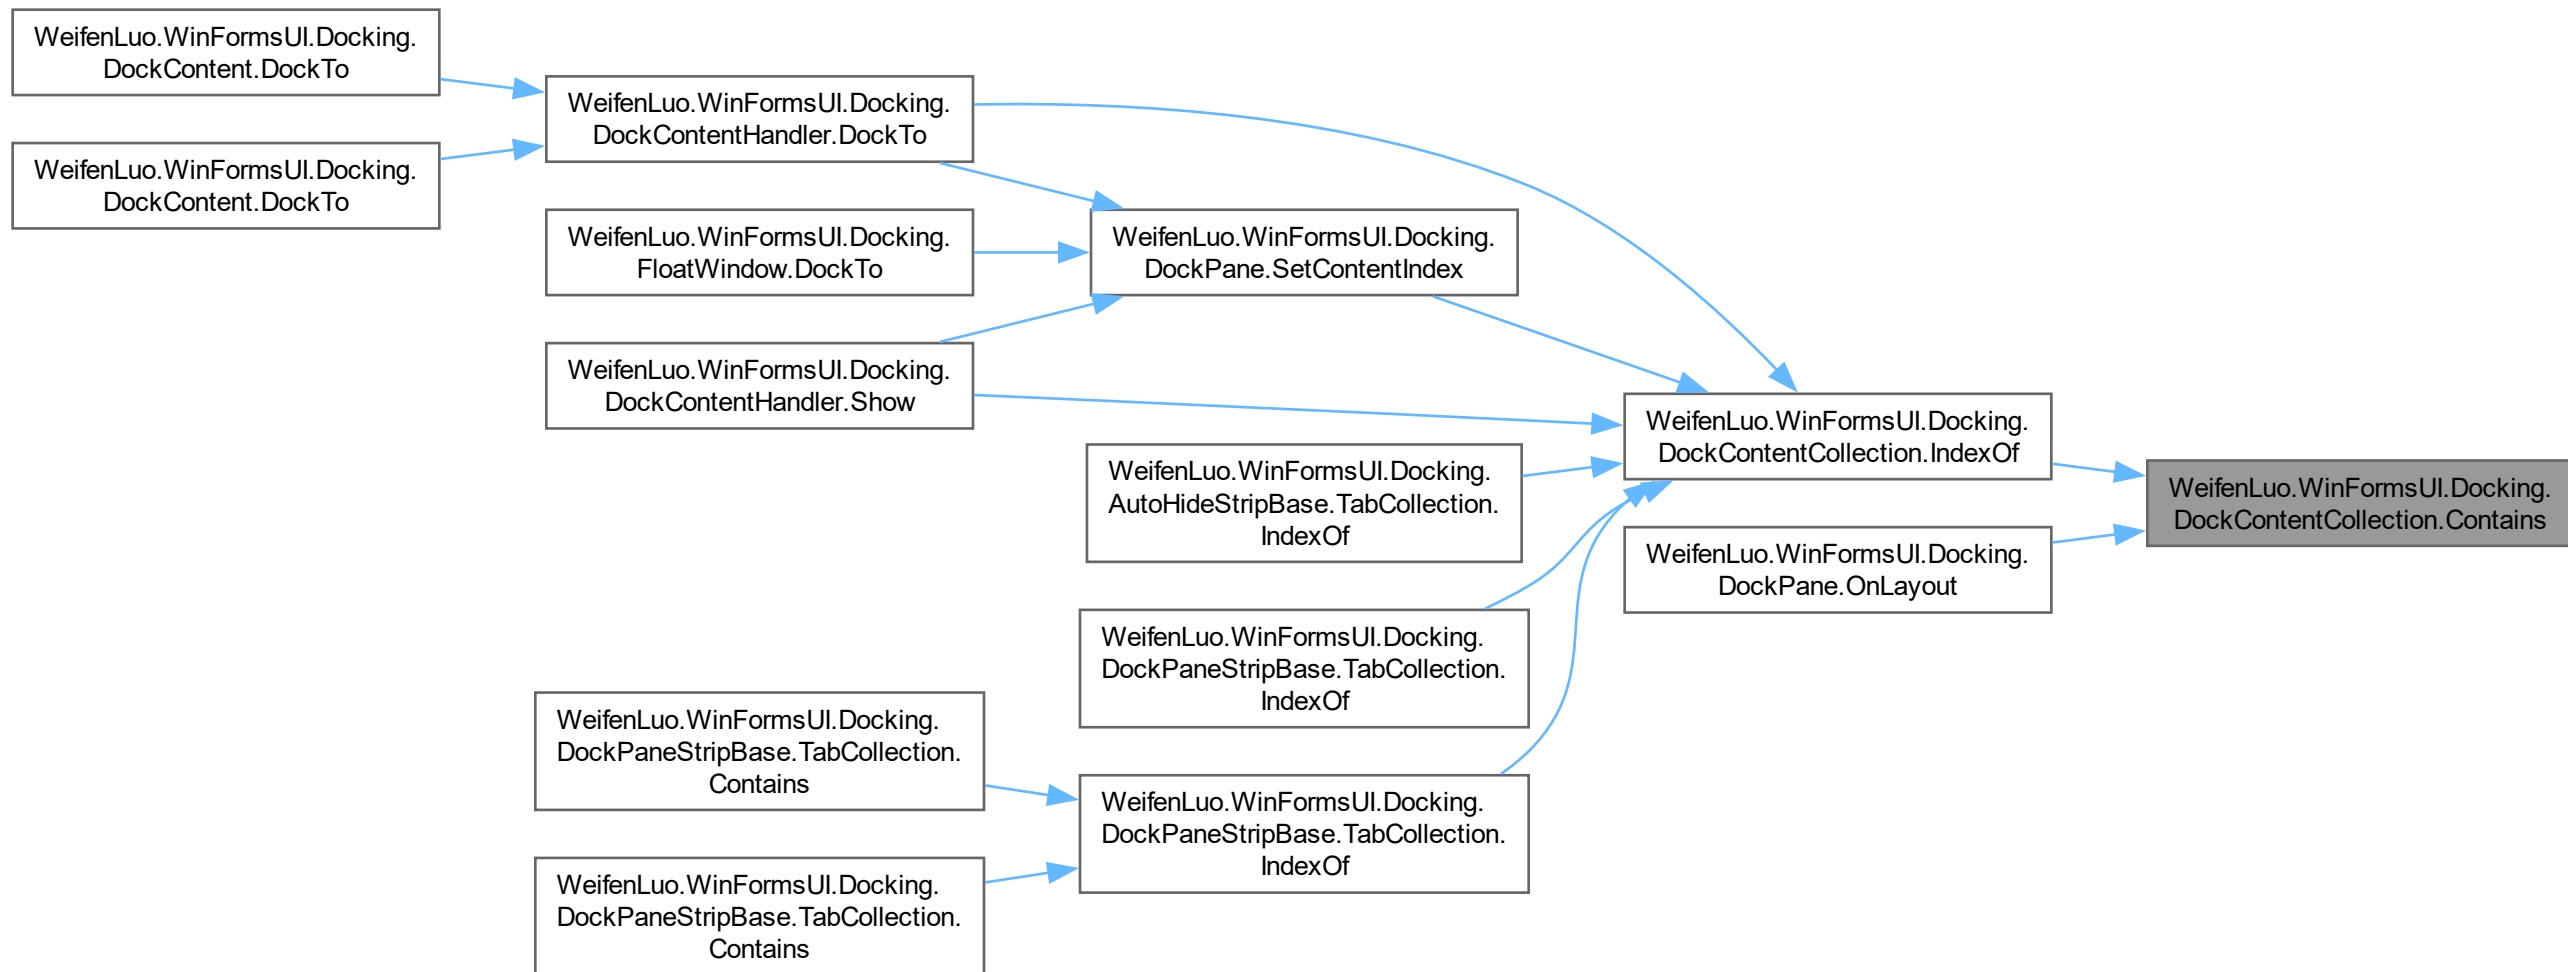 WeifenLuo.WinFormsUI.Docking.
DockContent.DockTo
WeifenLuo.WinFormsUI.Docking.
DockContent.DockTo
WeifenLuo.WinFormsUI.Docking.
DockContentHandler.DockTo
WeifenLuo.WinFormsUI.Docking.
FloatWindow.DockTo
WeifenLuo.WinFormsUI.Docking.
DockContentHandler.Show
WeifenLuo.WinFormsUI.Docking.
DockPaneStripBase.TabCollection.
Contains
WeifenLuo.WinFormsUI.Docking.
DockPaneStripBase.TabCollection.
Contains
WeifenLuo.WinFormsUI.Docking.
DockPane.SetContentIndex
WeifenLuo.WinFormsUI.Docking.
AutoHideStripBase.TabCollection.
IndexOf
WeifenLuo.WinFormsUI.Docking.
DockPaneStripBase.TabCollection.
IndexOf
WeifenLuo.WinFormsUI.Docking.
DockPaneStripBase.TabCollection.
IndexOf
WeifenLuo.WinFormsUI.Docking.
DockContentCollection.IndexOf
WeifenLuo.WinFormsUI.Docking.
DockPane.OnLayout
WeifenLuo.WinFormsUI.Docking.
DockContentCollection.Contains